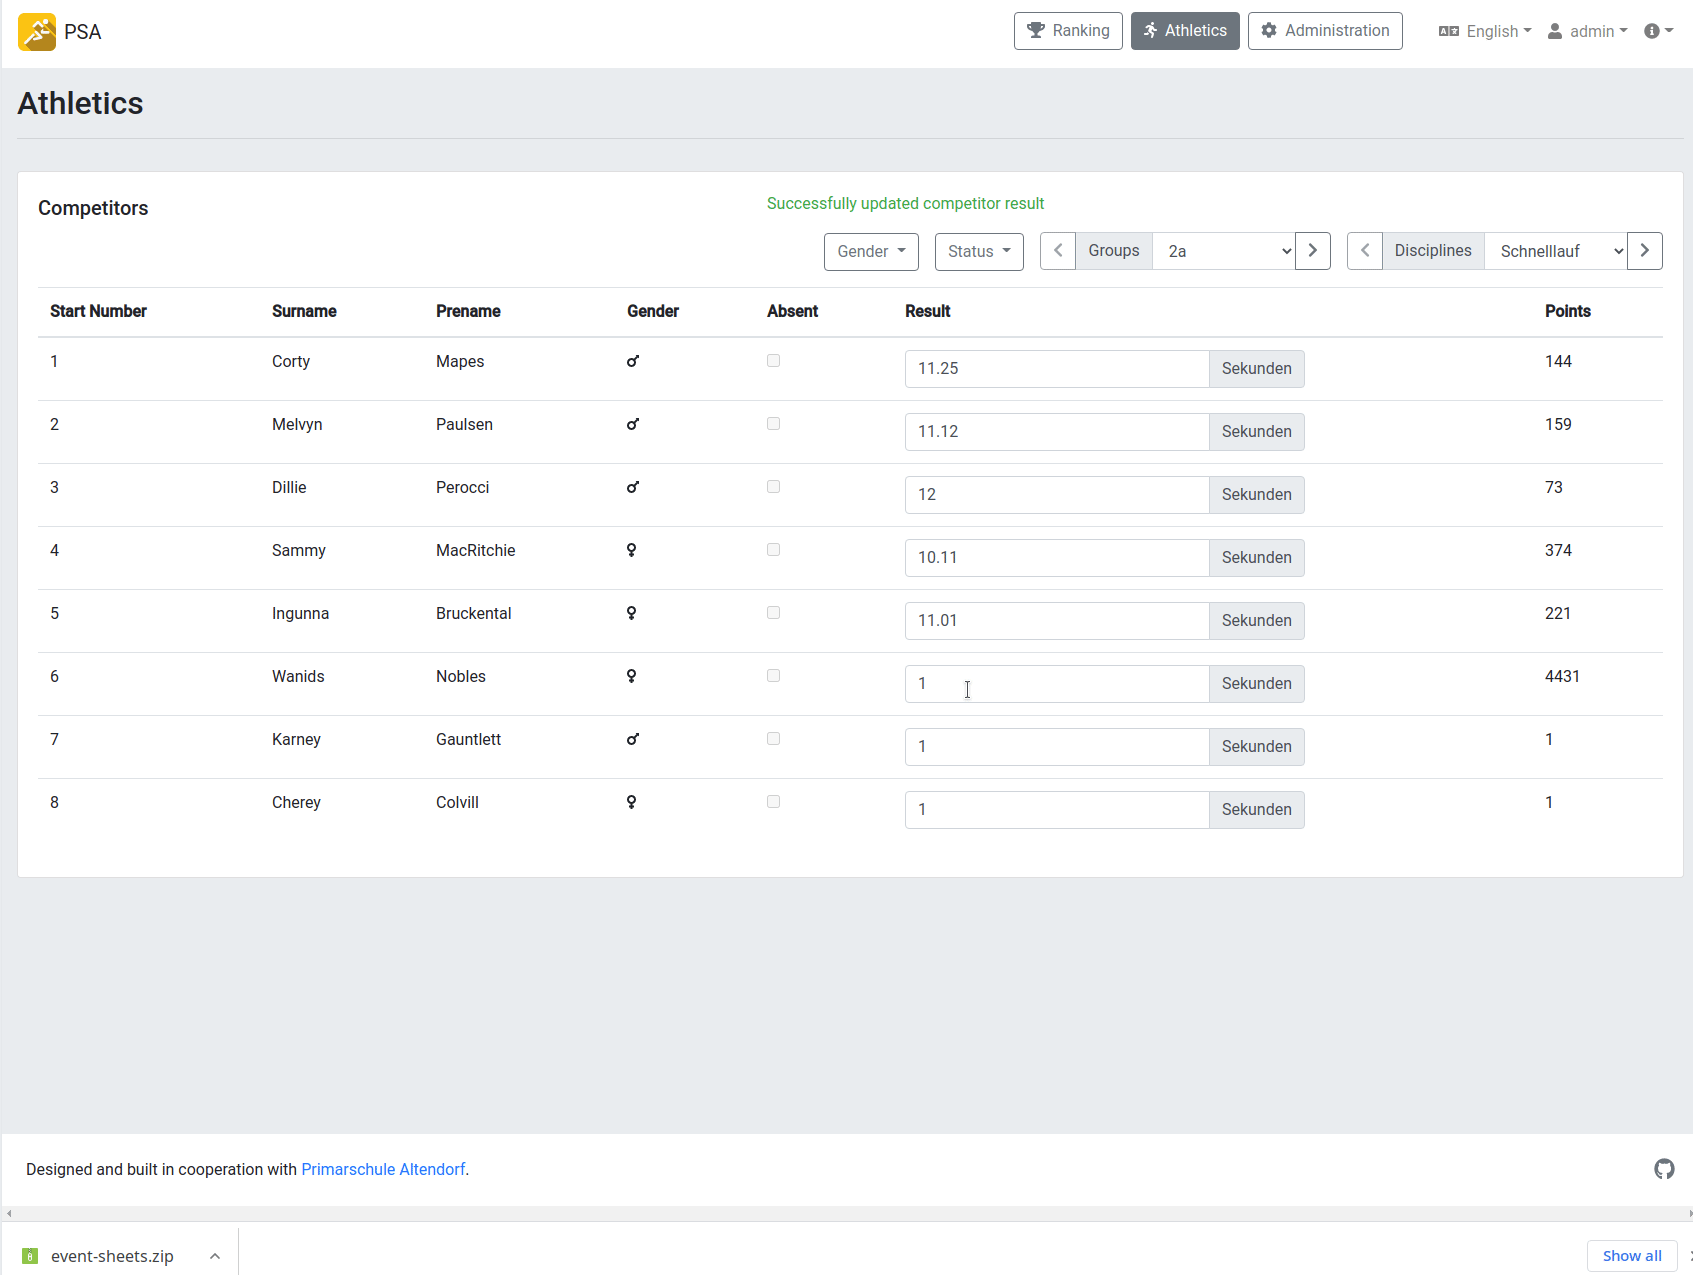 PSA
Ranking
Athletics
Administration
English
admin
Athletics
Competitors
Successfully updated competitor result
Gender
Status
Groups
2a
Disciplines
Schnelllauf
Start Number Surname Prename Gender Absent Result Points
1 Corty Mapes 11.25 Sekunden 144
2 Melvyn Paulsen 11.12 Sekunden 159
3 Dillie Perocci 12 Sekunden 73
4 Sammy MacRitchie 10.11 Sekunden 374
5 Ingunna Bruckental 11.01 Sekunden 221
6 Wanids Nobles 1 Sekunden 4431
7 Karney Gauntlett 1 Sekunden 1
8 Cherey Colvill 1 Sekunden 1
Designed and built in cooperation with Primarschule Altendorf.
event-sheets.zip
Show all